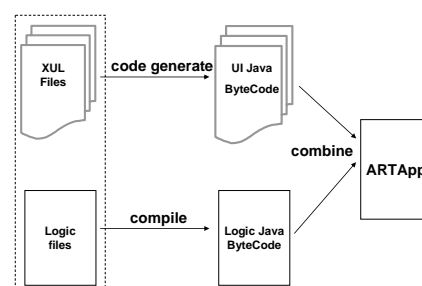 XUL
Files
code generate
UI Java
ByteCode
combine
ARTApp
Logic
files
compile
Logic Java
ByteCode